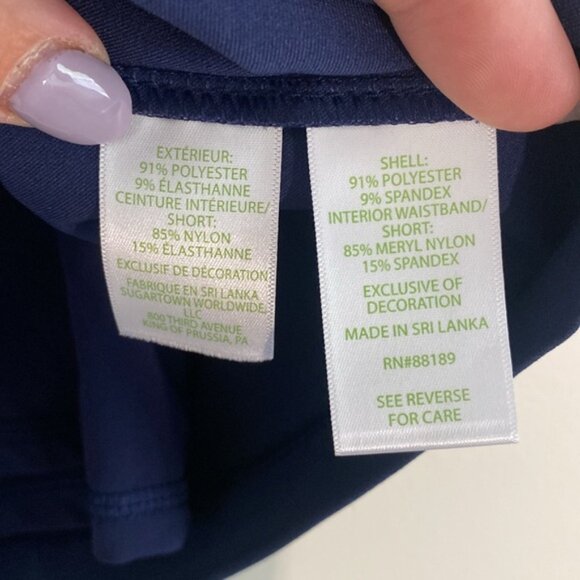 EXTÉRIEUR:
91% POLYESTER
9% ÉLASTHANNE
CEINTURE INTÉRIEURE/
SHORT:
85% NYLON
15% ÉLASTHANNE
EXCLUSIF DE DÉCORATION
FABRIQUE EN SRI LANKA
SUGARTOWN WORLDWIDE,
LLC
800 THIRD AVENUE
KING OF PRUSSIA, PA
SHELL:
91% POLYESTER
9% SPANDEX
INTERIOR WAISTBAND/
SHORT:
85% MERYL NYLON
15% SPANDEX
EXCLUSIVE OF
DECORATION
MADE IN SRI LANKA
RN#88189
SEE REVERSE
FOR CARE